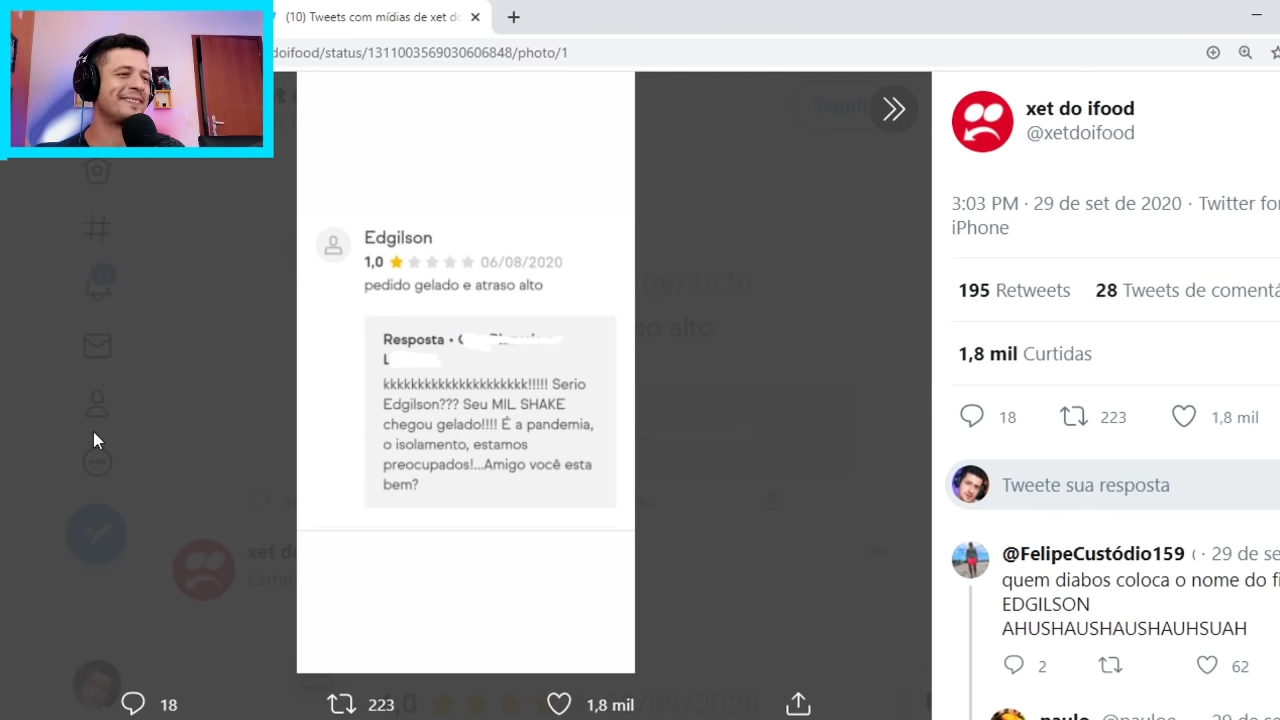 (10) Tweets com mídias de xet do
doifood/status/1311003569030606848/photo/1
Edgilson
1,0 06/08/2020
pedido gelado e atraso alto
Resposta •
L
kkkkkkkkkkkkkkkkkkkkk!!!!! Serio
Edgilson??? Seu MIL SHAKE
chegou gelado!!!! É a pandemia,
o isolamento, estamos
preocupados!...Amigo você esta
bem?
18 223 1,8 mil
xet do ifood
@xetdoifood
3:03 PM · 29 de set de 2020 · Twitter for
iPhone
195 Retweets 28 Tweets de comentá
1,8 mil Curtidas
18 223 1,8 mil
Tweete sua resposta
@FelipeCustódio159 · 29 de se
quem diabos coloca o nome do fi
EDGILSON
AHUSHAUSHAUSHAUHSUAH
2 62